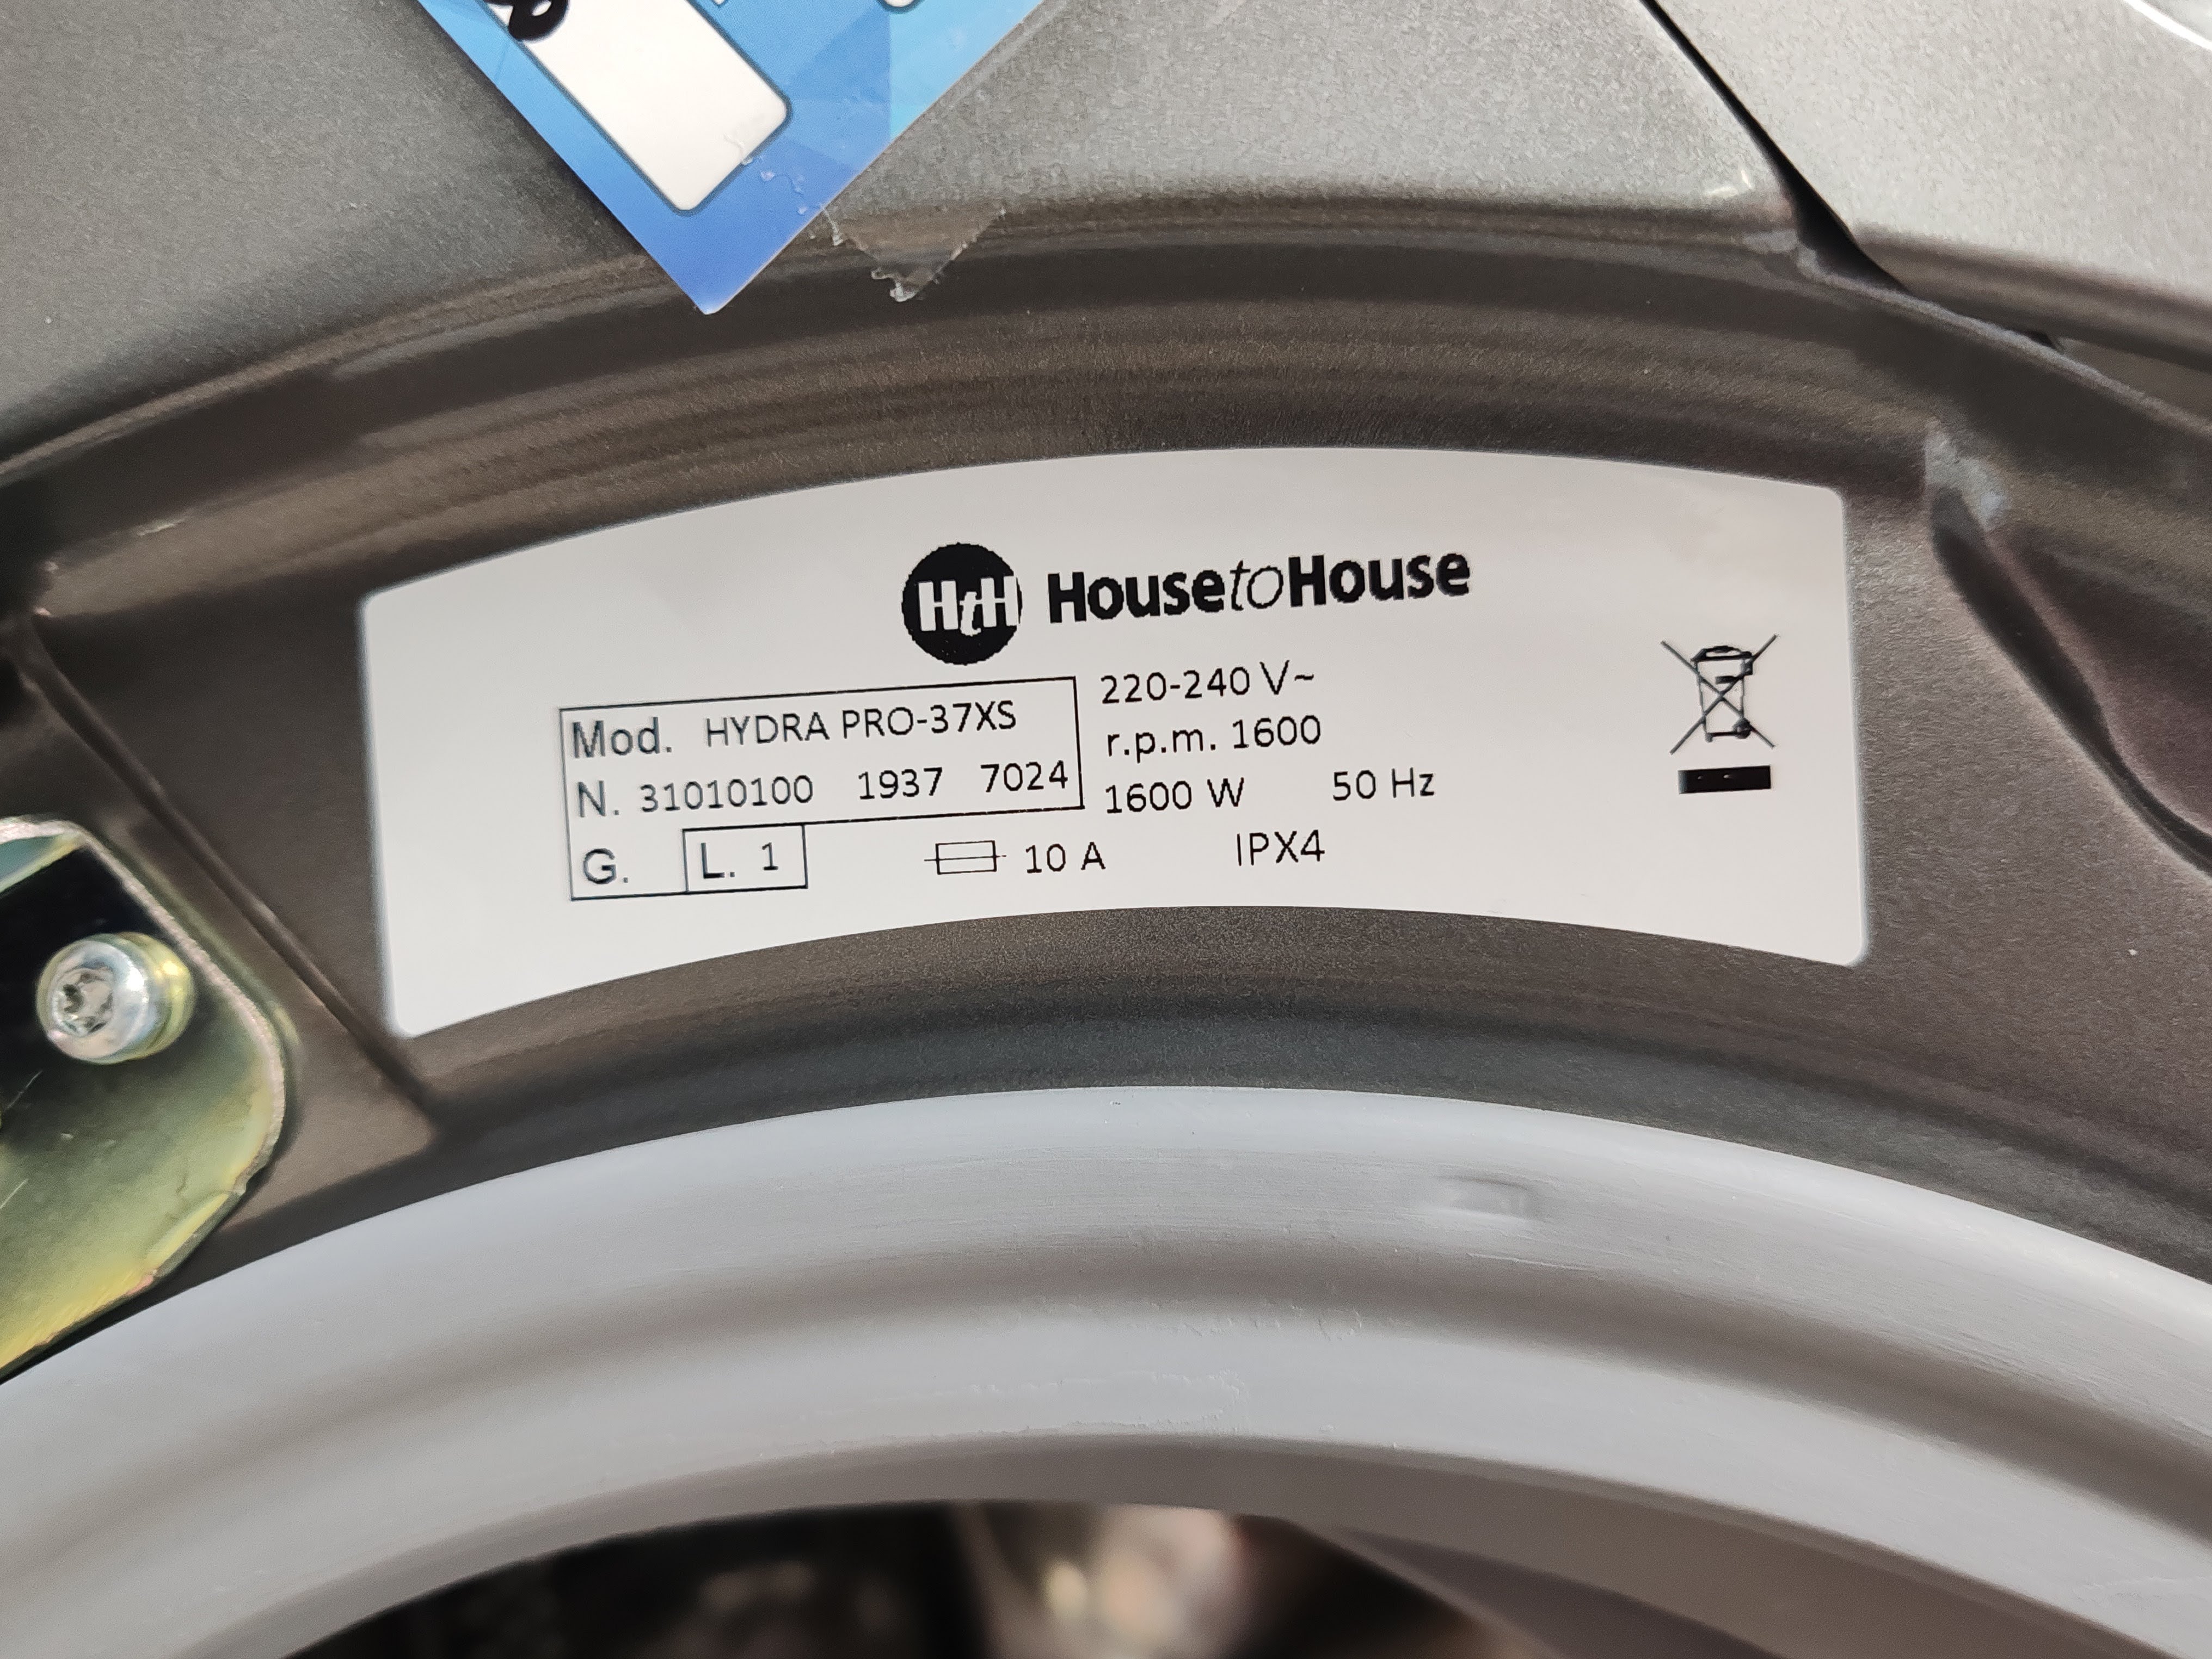 HtH HousetoHouse
Mod. HYDRA PRO-37XS
N. 31010100 1937 7024
G. L. 1
220-240 V~
r.p.m. 1600
1600 W 50 Hz
10 A IPX4